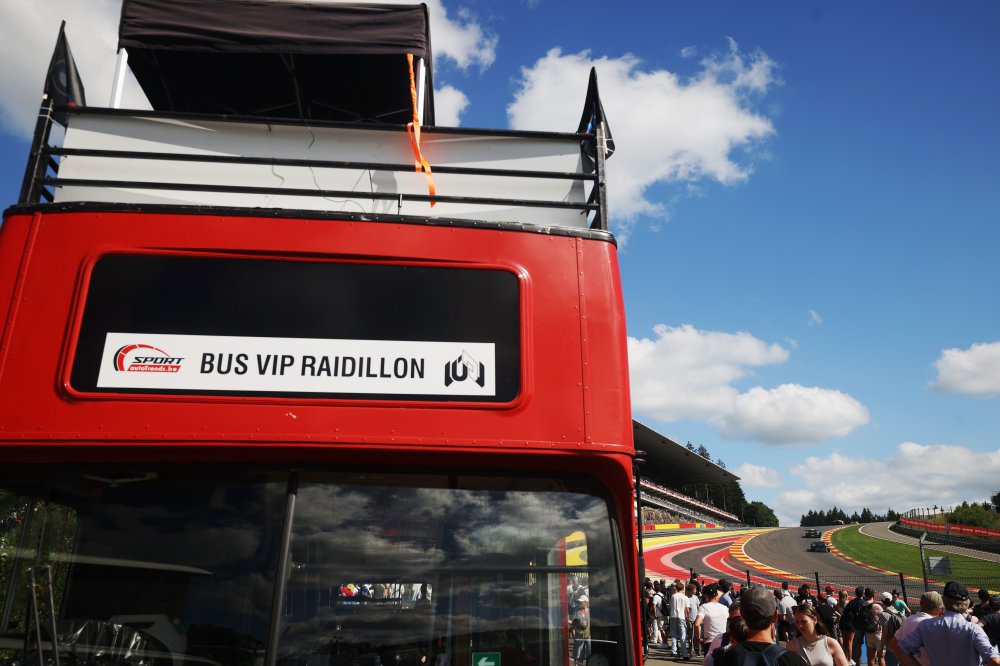 SPORT
autoTrends.be
BUS VIP RAIDILLON